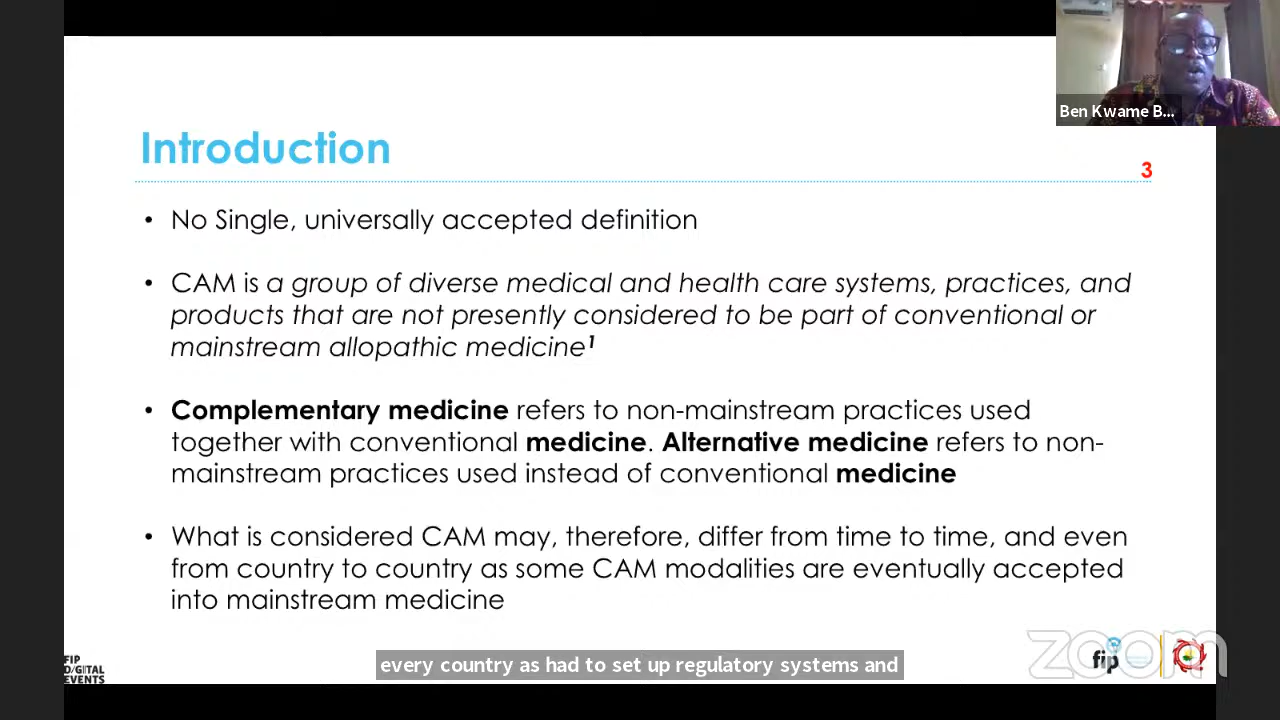 Ben Kwame B...
Introduction
3
• No Single, universally accepted definition
• CAM is a group of diverse medical and health care systems, practices, and
products that are not presently considered to be part of conventional or
mainstream allopathic medicine¹
• Complementary medicine refers to non-mainstream practices used
together with conventional medicine. Alternative medicine refers to non-
mainstream practices used instead of conventional medicine
• What is considered CAM may, therefore, differ from time to time, and even
from country to country as some CAM modalities are eventually accepted
into mainstream medicine
FIP
D/GITAL
EVENTS
every country as had to set up regulatory systems and
fip
zoom